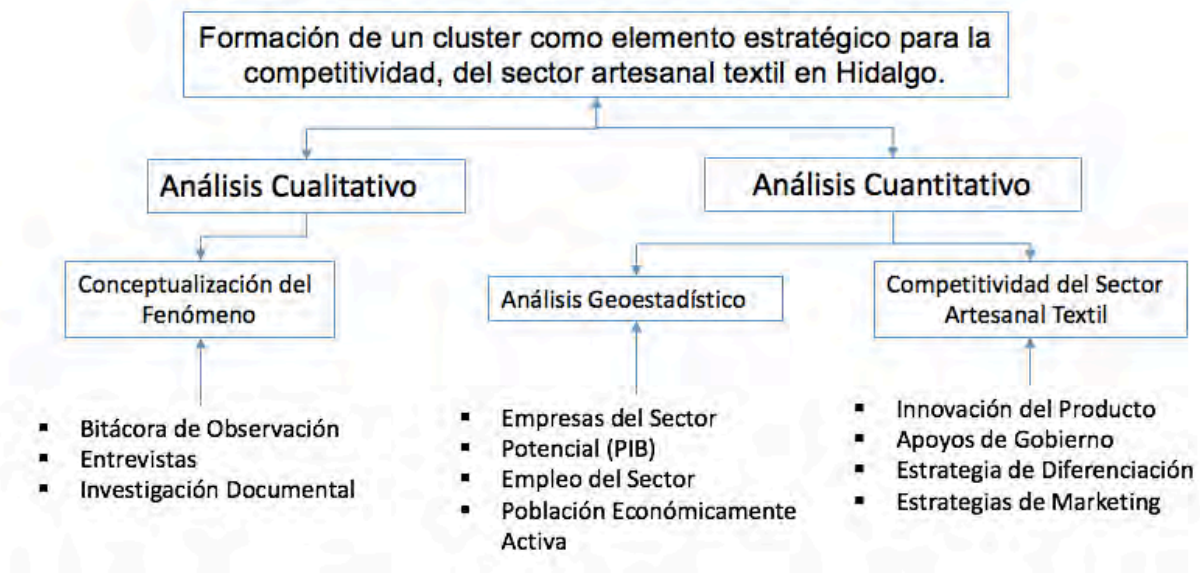 Formación de un cluster como elemento estratégico para la
competitividad, del sector artesanal textil en Hidalgo.
Análisis Cualitativo
Análisis Cuantitativo
Conceptualización del
Fenómeno
Análisis Geoestadístico
Competitividad del Sector
Artesanal Textil
▪ Bitácora de Observación
▪ Entrevistas
▪ Investigación Documental
▪ Empresas del Sector
▪ Potencial (PIB)
▪ Empleo del Sector
▪ Población Económicamente
Activa
▪ Innovación del Producto
▪ Apoyos de Gobierno
▪ Estrategia de Diferenciación
▪ Estrategias de Marketing